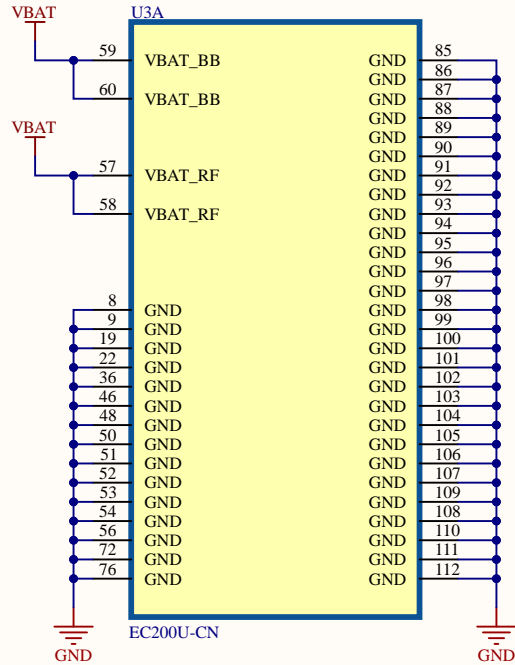 VBAT
U3A
59 VBAT_BB GND 85
GND 86
60 VBAT_BB GND 87
GND 88
VBAT GND 89
GND 90
57 VBAT_RF GND 91
GND 92
58 VBAT_RF GND 93
GND 94
GND 95
GND 96
GND 97
8 GND GND 98
9 GND GND 99
19 GND GND 100
22 GND GND 101
36 GND GND 102
46 GND GND 103
48 GND GND 104
50 GND GND 105
51 GND GND 106
52 GND GND 107
53 GND GND 109
54 GND GND 108
56 GND GND 110
72 GND GND 111
76 GND GND 112
EC200U-CN
GND GND